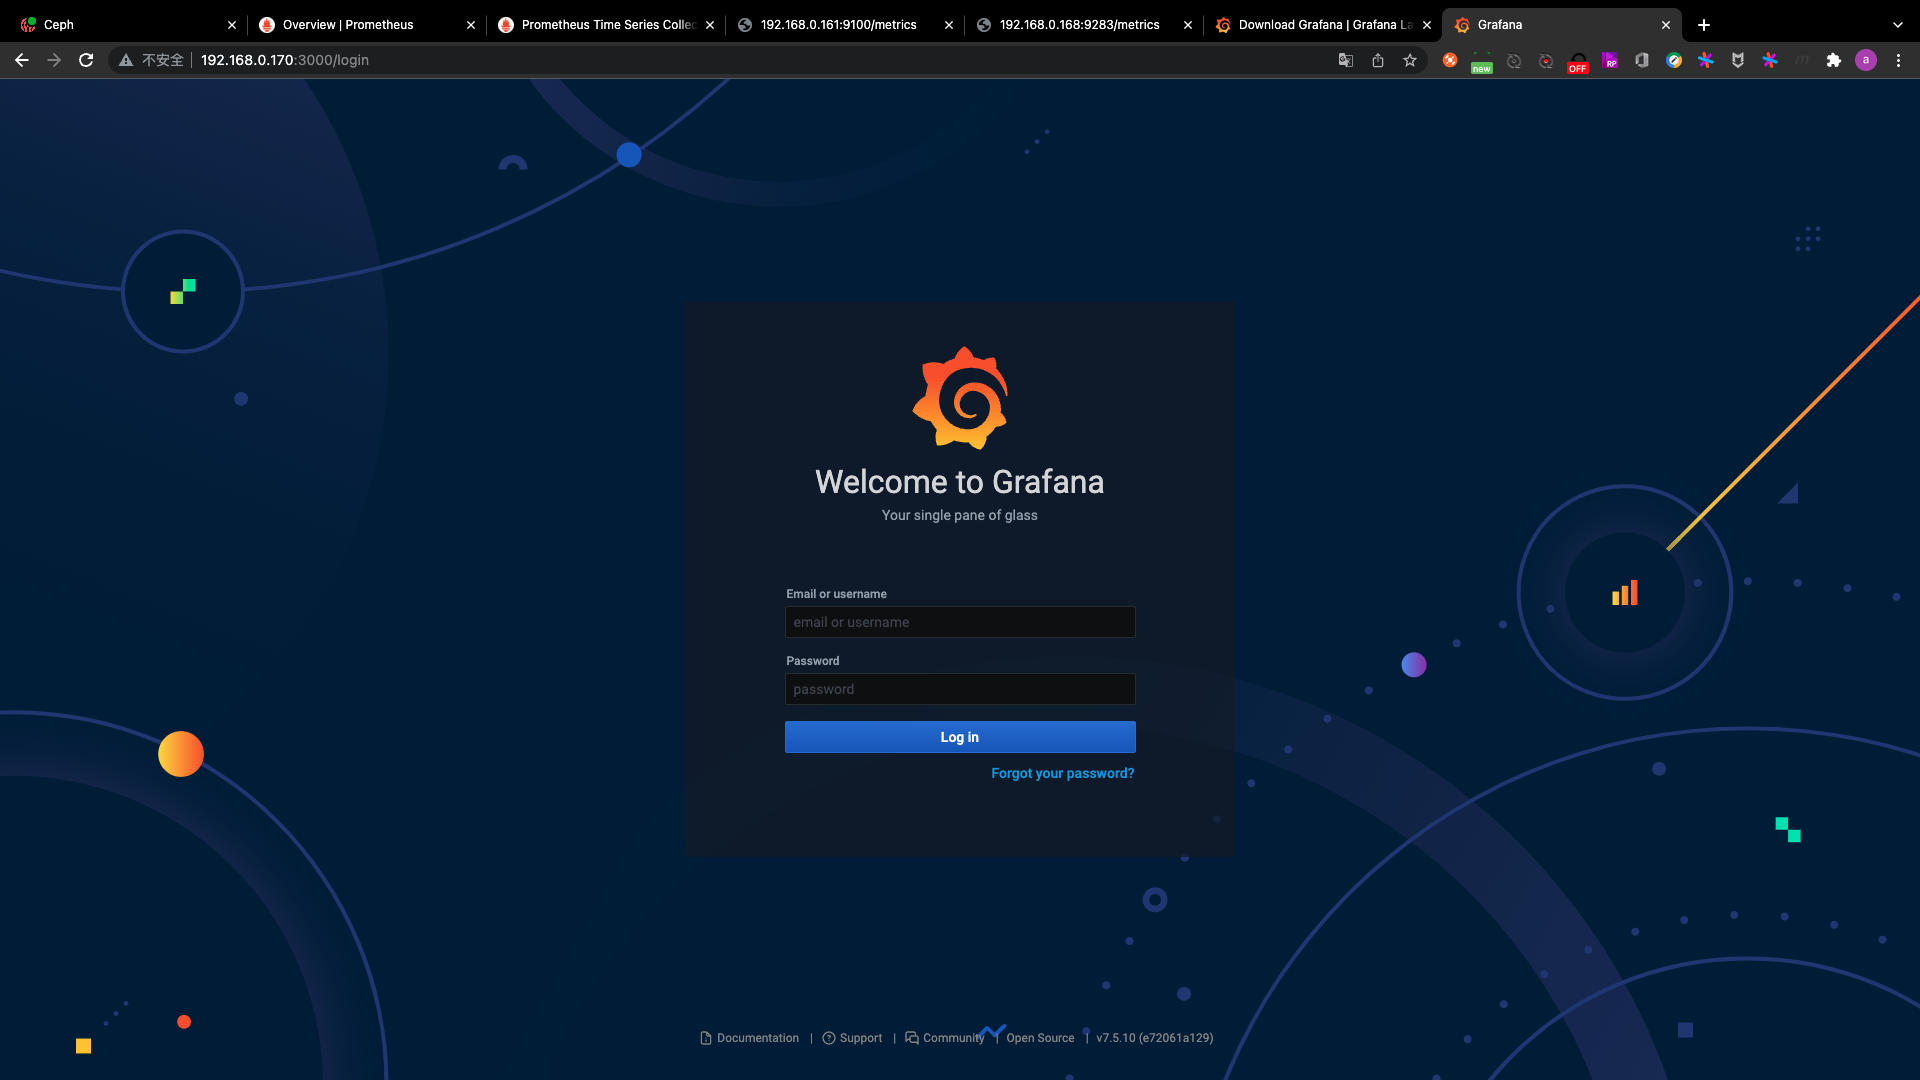 Ceph
Overview | Prometheus
Prometheus Time Series Collec
192.168.0.161:9100/metrics
192.168.0.168:9283/metrics
Download Grafana | Grafana La
Grafana
不安全
192.168.0.170:3000/login
new
OFF
RP
a
Welcome to Grafana
Your single pane of glass
Email or username
email or username
Password
password
Log in
Forgot your password?
Documentation | Support | Community | Open Source | v7.5.10 (e72061a129)